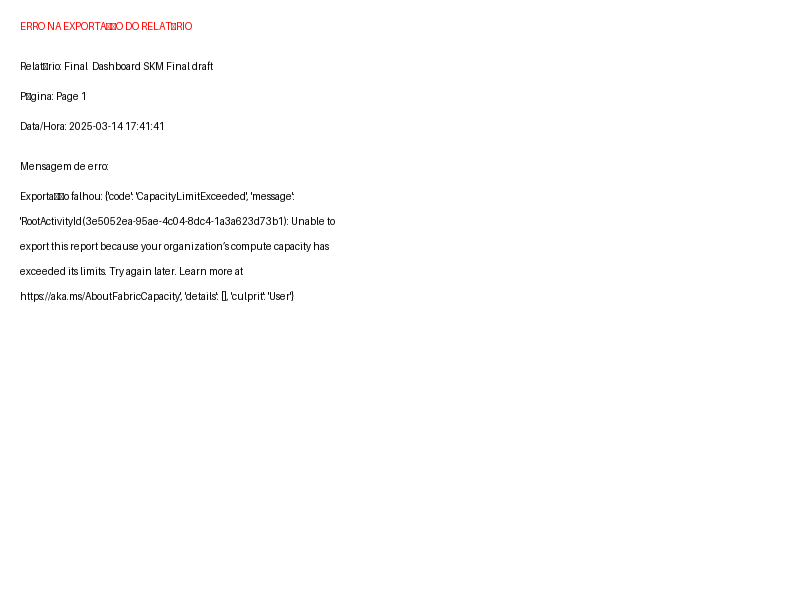 ERRO NA EXPORTA▯▯O DO RELAT▯RIO
Relat▯rio: Final Dashboard SKM Final draft
P▯gina: Page 1
Data/Hora: 2025-03-14 17:41:41
Mensagem de erro:
Exporta▯▯o falhou: {'code': 'CapacityLimitExceeded', 'message':
'RootActivityId(3e5052ea-95ae-4c04-8dc4-1a3a623d73b1): Unable to
export this report because your organization's compute capacity has
exceeded its limits. Try again later. Learn more at
https://aka.ms/AboutFabricCapacity', 'details': [], 'culprit': 'User'}